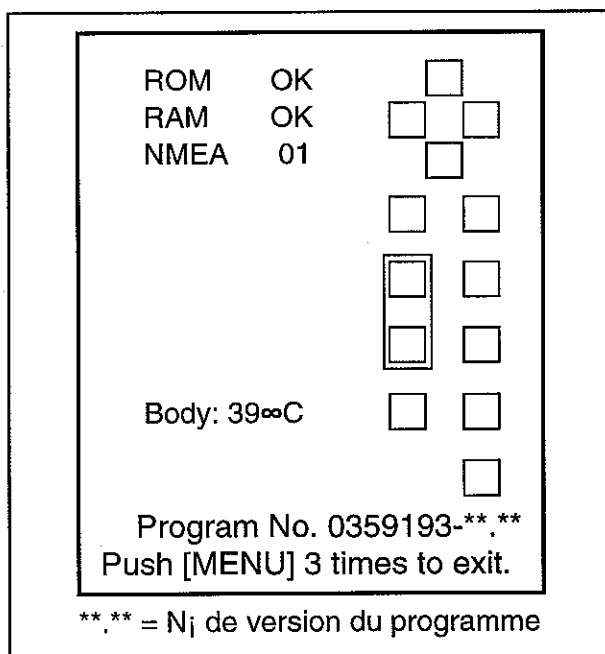 ROM OK
RAM OK
NMEA 01
Body: 39∞C
Program No. 0359193-**.**
Push [MENU] 3 times to exit.
**.** = N¡ de version du programme